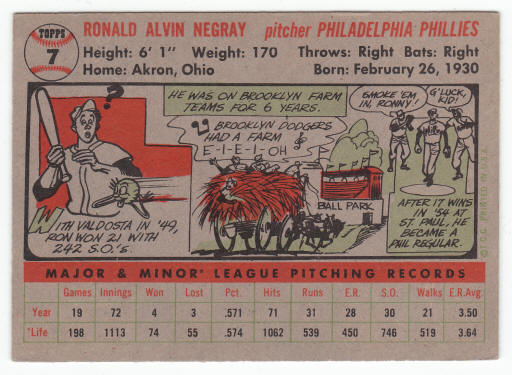 TOPPS
7
RONALD ALVIN NEGRAY pitcher PHILADELPHIA PHILLIES
Height: 6' 1" Weight: 170 Throws: Right Bats: Right
Home: Akron, Ohio Born: February 26, 1930
?
WITH VALDOSTA IN '49,
RON WON 21 WITH
242 S.O.'s.
HE WAS ON BROOKLYN FARM
TEAMS FOR 6 YEARS.
BROOKLYN DODGERS
HAD A FARM
E-I-E-I-OH
BALL PARK
SMOKE 'EM
IN, RONNY!
G'LUCK,
KID!
AFTER 11 WINS
IN '54 AT
ST. PAUL, HE
BECAME A
PHIL REGULAR.
© T.C.G. PRINTED IN U.S.A.
MAJOR & MINOR* LEAGUE PITCHING RECORDS
Games Innings Won Lost Pct. Hits Runs E.R. S.O. Walks E.R.Avg.
Year 19 72 4 3 .571 71 31 28 30 21 3.50
*Life 198 1113 74 55 .574 1062 539 450 746 519 3.64